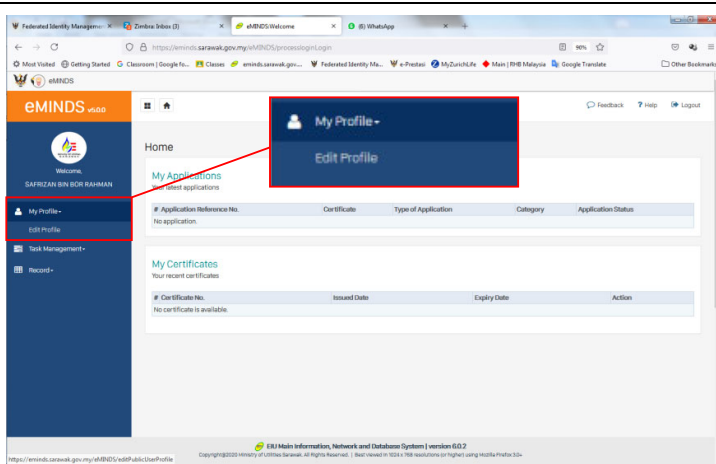 Federated Identity Managemen X Zimbra: Inbox (3) X eMINDS:Welcome X (6) WhatsApp X +
https://eminds.sarawak.gov.my/eMINDS/processloginLogin 90%
Most Visited Getting Started Classroom | Google fo... Classes eminds.sarawak.gov.... Federated Identity Ma... e-Prestasi MyZurichLife Main | RHB Malaysia Google Translate Other Bookmarks
eMINDS
eMINDS v5.0.0
Feedback ? Help Logout
My Profile
Edit Profile
Home
Welcome,
SAFRIZAN BIN BOR RAHMAN
My Applications
Your latest applications
# Application Reference No. Certificate Type of Application Category Application Status
No application.
My Profile
Edit Profile
Task Management
Record
My Certificates
Your recent certificates
# Certificate No. Issued Date Expiry Date Action
No certificate is available.
EIU Main Information, Network and Database System | version 6.0.2
Copyright@2020 Ministry of Utilities Sarawak. All Rights Reserved. | Best viewed in 1024 x 768 resolutions (or higher) using Mozilla Firefox 3.0+
https://eminds.sarawak.gov.my/eMINDS/editPublicUserProfile